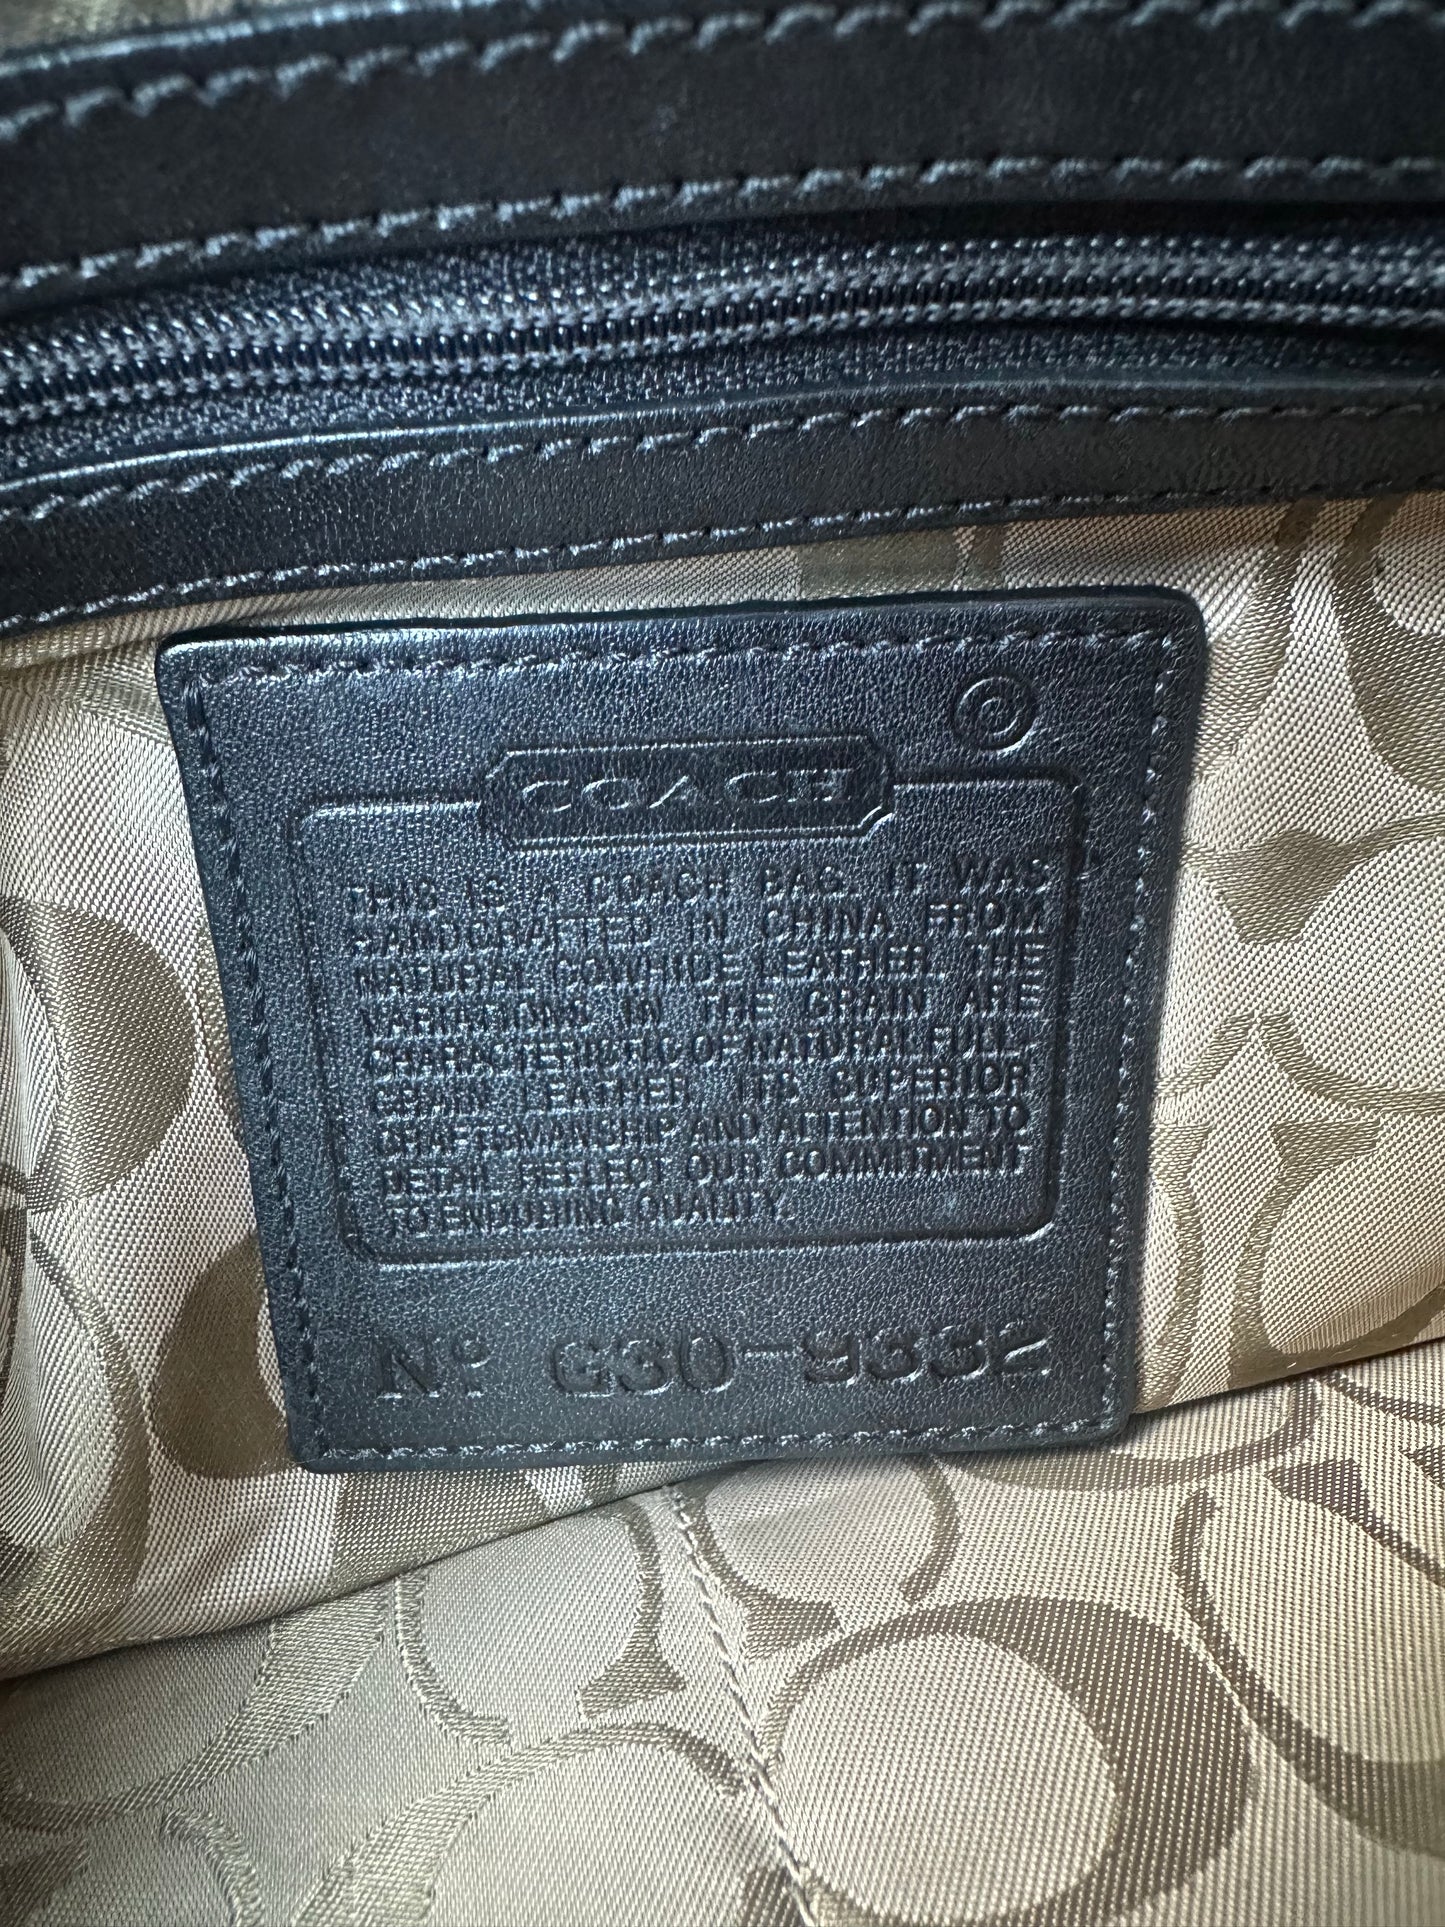 ©
COACH
THIS IS A COACH BAG. IT WAS
HANDCRAFTED IN CHINA FROM
NATURAL COWHIDE LEATHER. THE
VARIATIONS IN THE GRAIN ARE
CHARACTERISTIC OF NATURAL FULL
GRAIN LEATHER. ITS SUPERIOR
CRAFTSMANSHIP AND ATTENTION TO
DETAIL REFLECT OUR COMMITMENT
TO ENDURING QUALITY.
Nº G30-9332